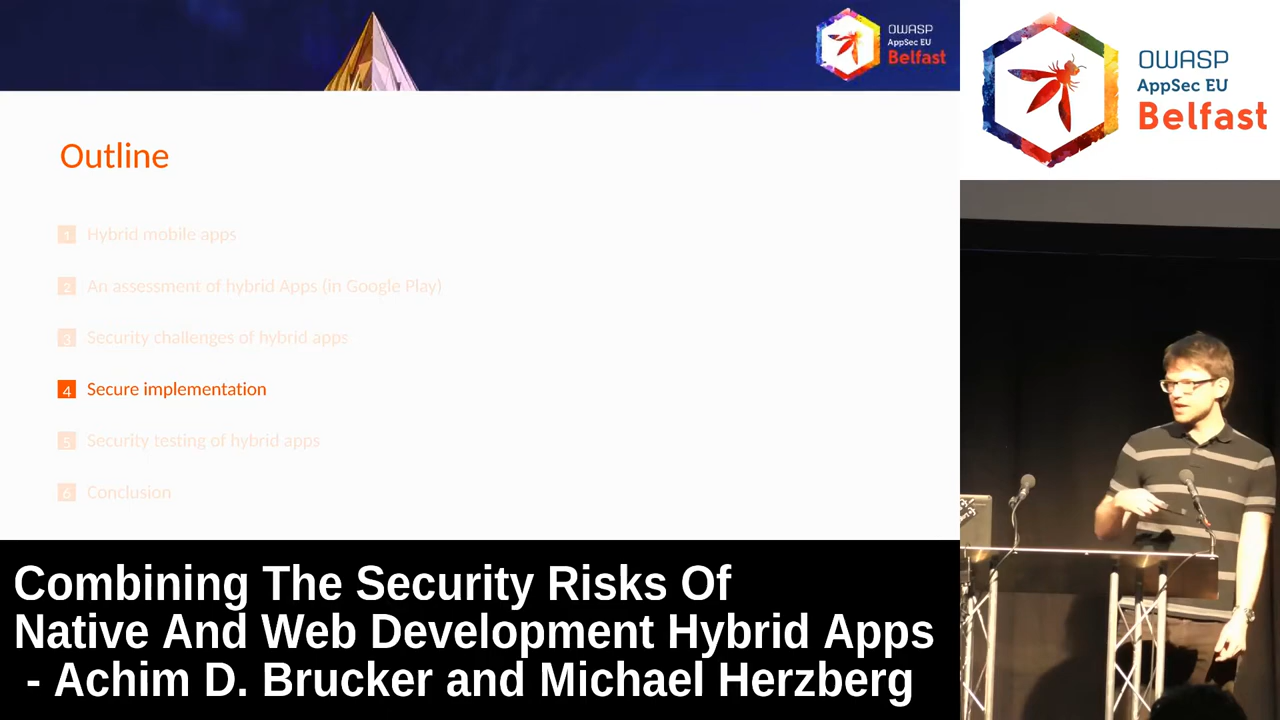 OWASP
AppSec EU
Belfast
OWASP
AppSec EU
Belfast
Outline
1 Hybrid mobile apps
2 An assessment of hybrid Apps (in Google Play)
3 Security challenges of hybrid apps
4 Secure implementation
5 Security testing of hybrid apps
6 Conclusion
Combining The Security Risks Of
Native And Web Development Hybrid Apps
- Achim D. Brucker and Michael Herzberg